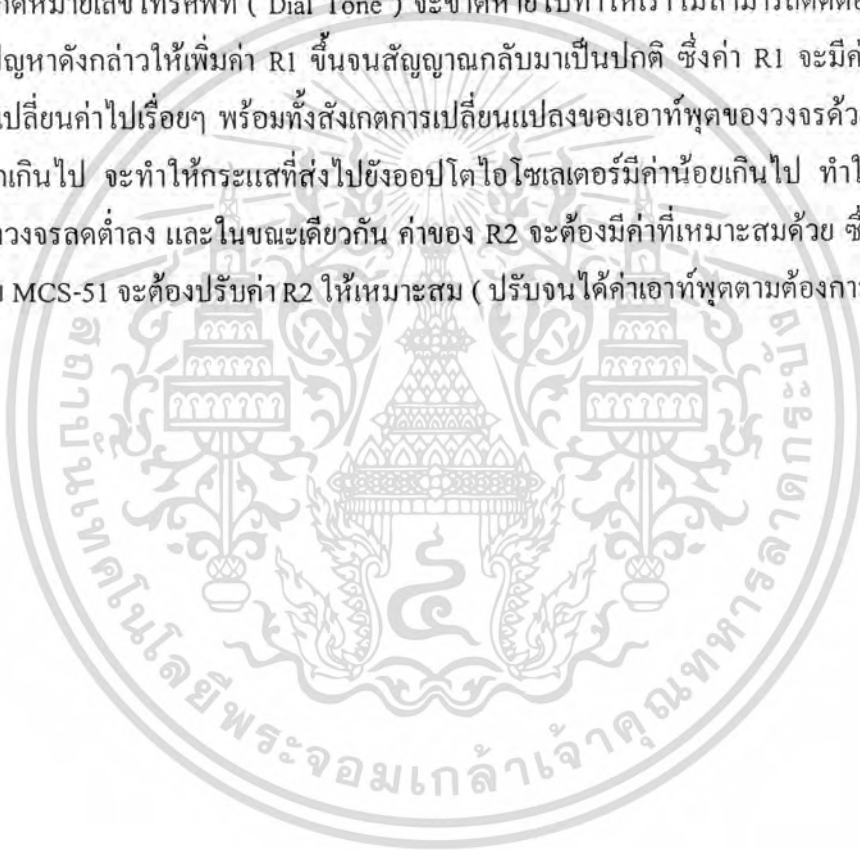 กดหมายเลขโทรศัพท์ ( Dial Tone ) จะขาดหายไปทำให้เราไม่สามารถติดต่อ
ปัญหาดังกล่าวให้เพิ่มค่า R1 ขึ้นจนสัญญาณกลับมาเป็นปกติ ซึ่งค่า R1 จะมีค่
เปลี่ยนค่าไปเรื่อยๆ พร้อมทั้งสังเกตการเปลี่ยนแปลงของเอาท์พุตของวงจรด้ว
กเกินไป จะทำให้กระแสที่ส่งไปยังออปโตไอโซเลเตอร์มีค่าน้อยเกินไป ทำใ
าวงจรลดต่ำลง และในขณะเดียวกัน ค่าของ R2 จะต้องมีค่าที่เหมาะสมด้วย ซึ
บ MCS-51 จะต้องปรับค่า R2 ให้เหมาะสม ( ปรับจนได้ค่าเอาท์พุตตามต้องกา
สถาบันเทคโนโลยีพระจอมเกล้าเจ้าคุณทหารลาดกระบัง